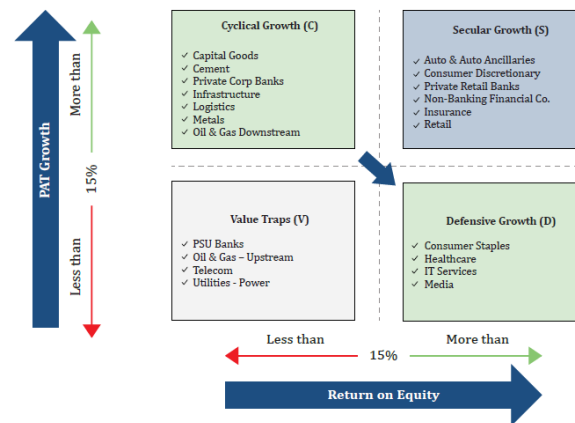 PAT Growth
More than
15%
Less than
Cyclical Growth (C)
✓ Capital Goods
✓ Cement
✓ Private Corp Banks
✓ Infrastructure
✓ Logistics
✓ Metals
✓ Oil & Gas Downstream
Secular Growth (S)
✓ Auto & Auto Ancillaries
✓ Consumer Discretionary
✓ Private Retail Banks
✓ Non-Banking Financial Co.
✓ Insurance
✓ Retail
Value Traps (V)
✓ PSU Banks
✓ Oil & Gas – Upstream
✓ Telecom
✓ Utilities - Power
Defensive Growth (D)
✓ Consumer Staples
✓ Healthcare
✓ IT Services
✓ Media
Less than
15%
More than
Return on Equity